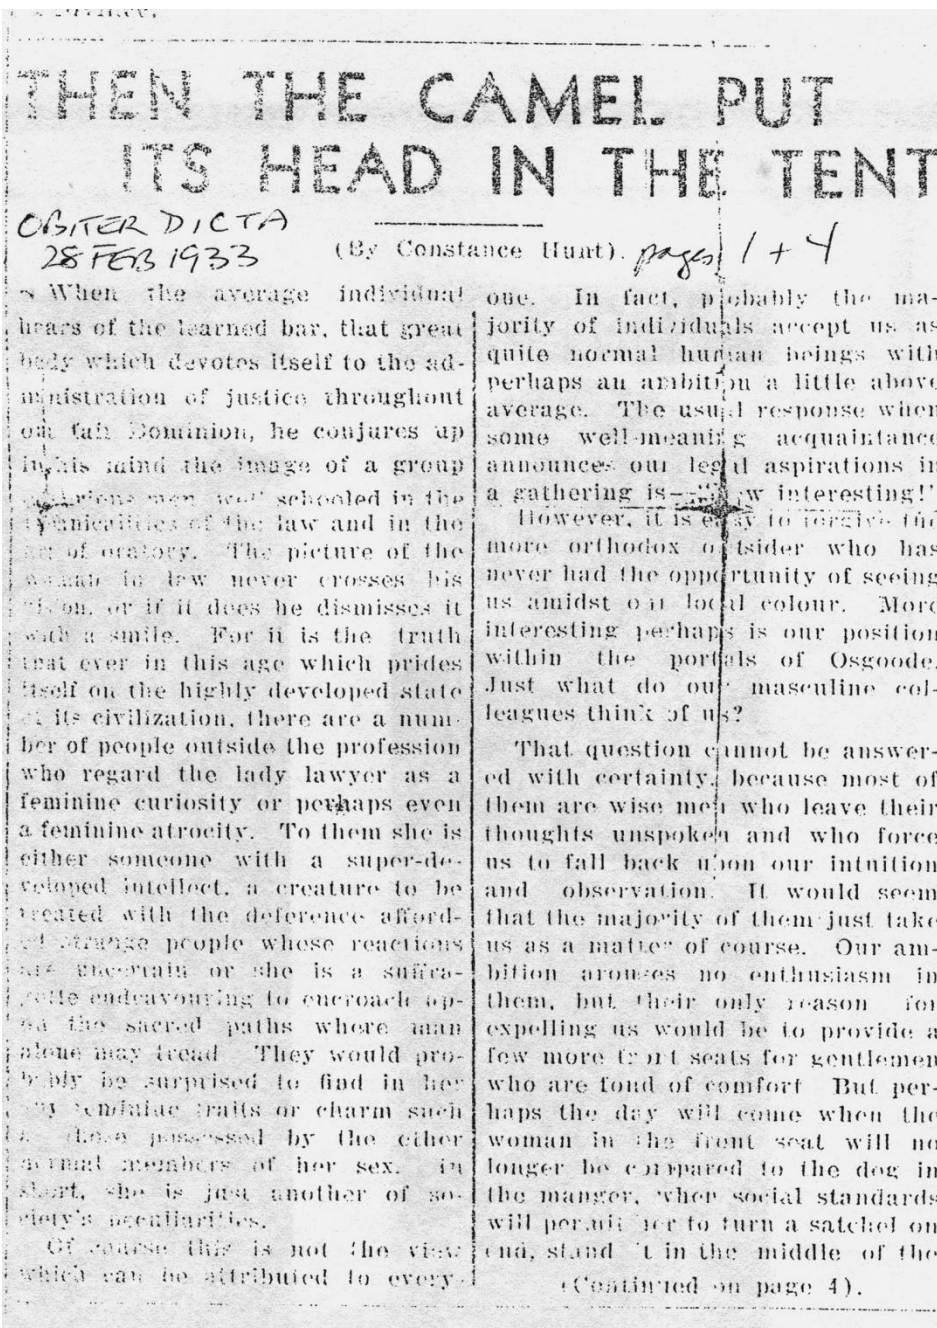 THEN THE CAMEL PUT
ITS HEAD IN THE TENT
OBITER DICTA
28 FEB 1933
(By Constance Hunt).
pages 1 + 4
When the average individual
hears of the learned bar, that great
body which devotes itself to the ad-
ministration of justice throughout
our fair Dominion, he conjures up
in his mind the image of a group
men well schooled in the
technicalities of the law and in the
art of oratory. The picture of the
woman in law never crosses his
vision, or if it does he dismisses it
with a smile. For it is the truth
that ever in this age which prides
itself on the highly developed state
of its civilization, there are a num-
ber of people outside the profession
who regard the lady lawyer as a
feminine curiosity or perhaps even
a feminine atrocity. To them she is
either someone with a super-de-
veloped intellect, a creature to be
treated with the deference afford-
ed strange people whose reactions
are uncertain or she is a suffra-
gette endeavouring to encroach up-
on the sacred paths where man
alone may tread. They would pro-
bably be surprised to find in her
any feminine traits or charm such
as those possessed by the other
normal members of her sex. In
short, she is just another of so-
ciety's peculiarities.
Of course this is not the view
which can be attributed to every-
one. In fact, probably the ma-
jority of individuals accept us as
quite normal human beings with
perhaps an ambition a little above
average. The usual response when
some well-meaning acquaintance
announces our legal aspirations in
a gathering is—"How interesting!"
However, it is easy to forgive the
more orthodox outsider who has
never had the opportunity of seeing
us amidst our local colour. More
interesting perhaps is our position
within the portals of Osgoode.
Just what do our masculine col-
leagues think of us?
That question cannot be answer-
ed with certainty, because most of
them are wise men who leave their
thoughts unspoken and who force
us to fall back upon our intuition
and observation. It would seem
that the majority of them just take
us as a matter of course. Our am-
bition arouses no enthusiasm in
them, but their only reason for
expelling us would be to provide a
few more front seats for gentlemen
who are fond of comfort. But per-
haps the day will come when the
woman in the front seat will no
longer be compared to the dog in
the manger, when social standards
will permit her to turn a satchel on
end, stand it in the middle of the
(Continued on page 4).